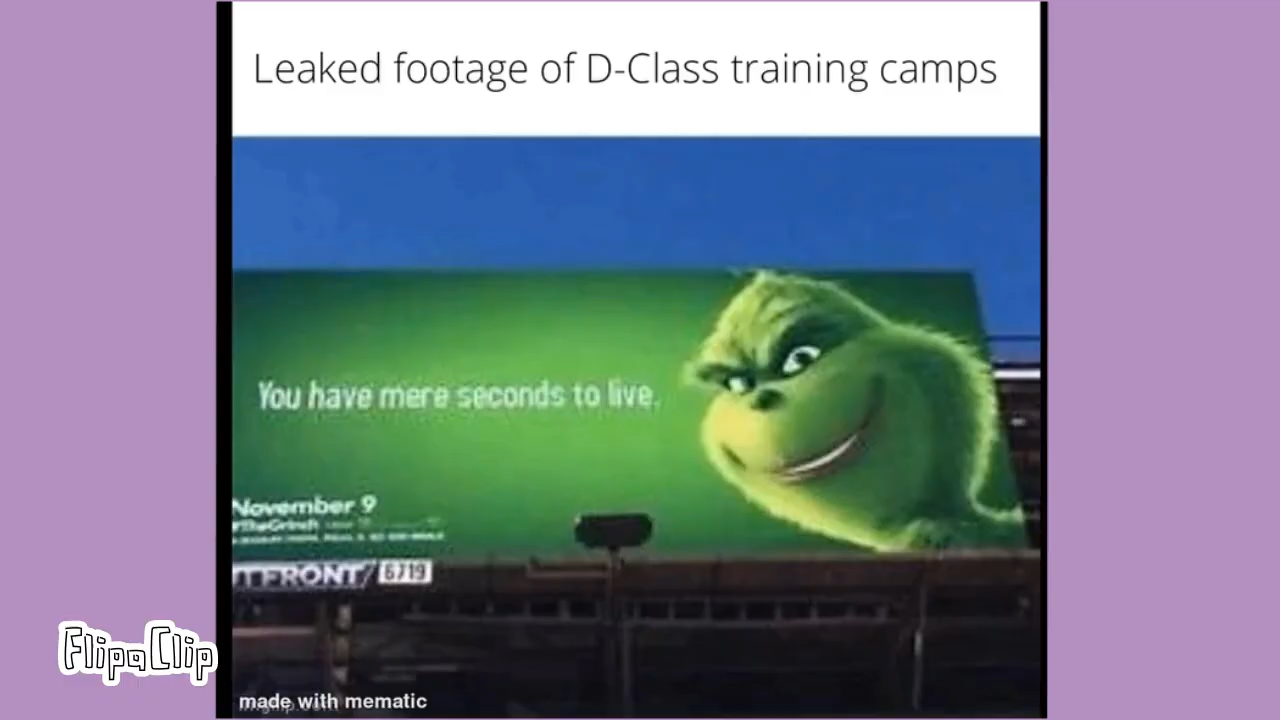 Leaked footage of D-Class training camps
You have mere seconds to live.
November 9
TFRONT/ 6719
FlipaClip
made with mematic